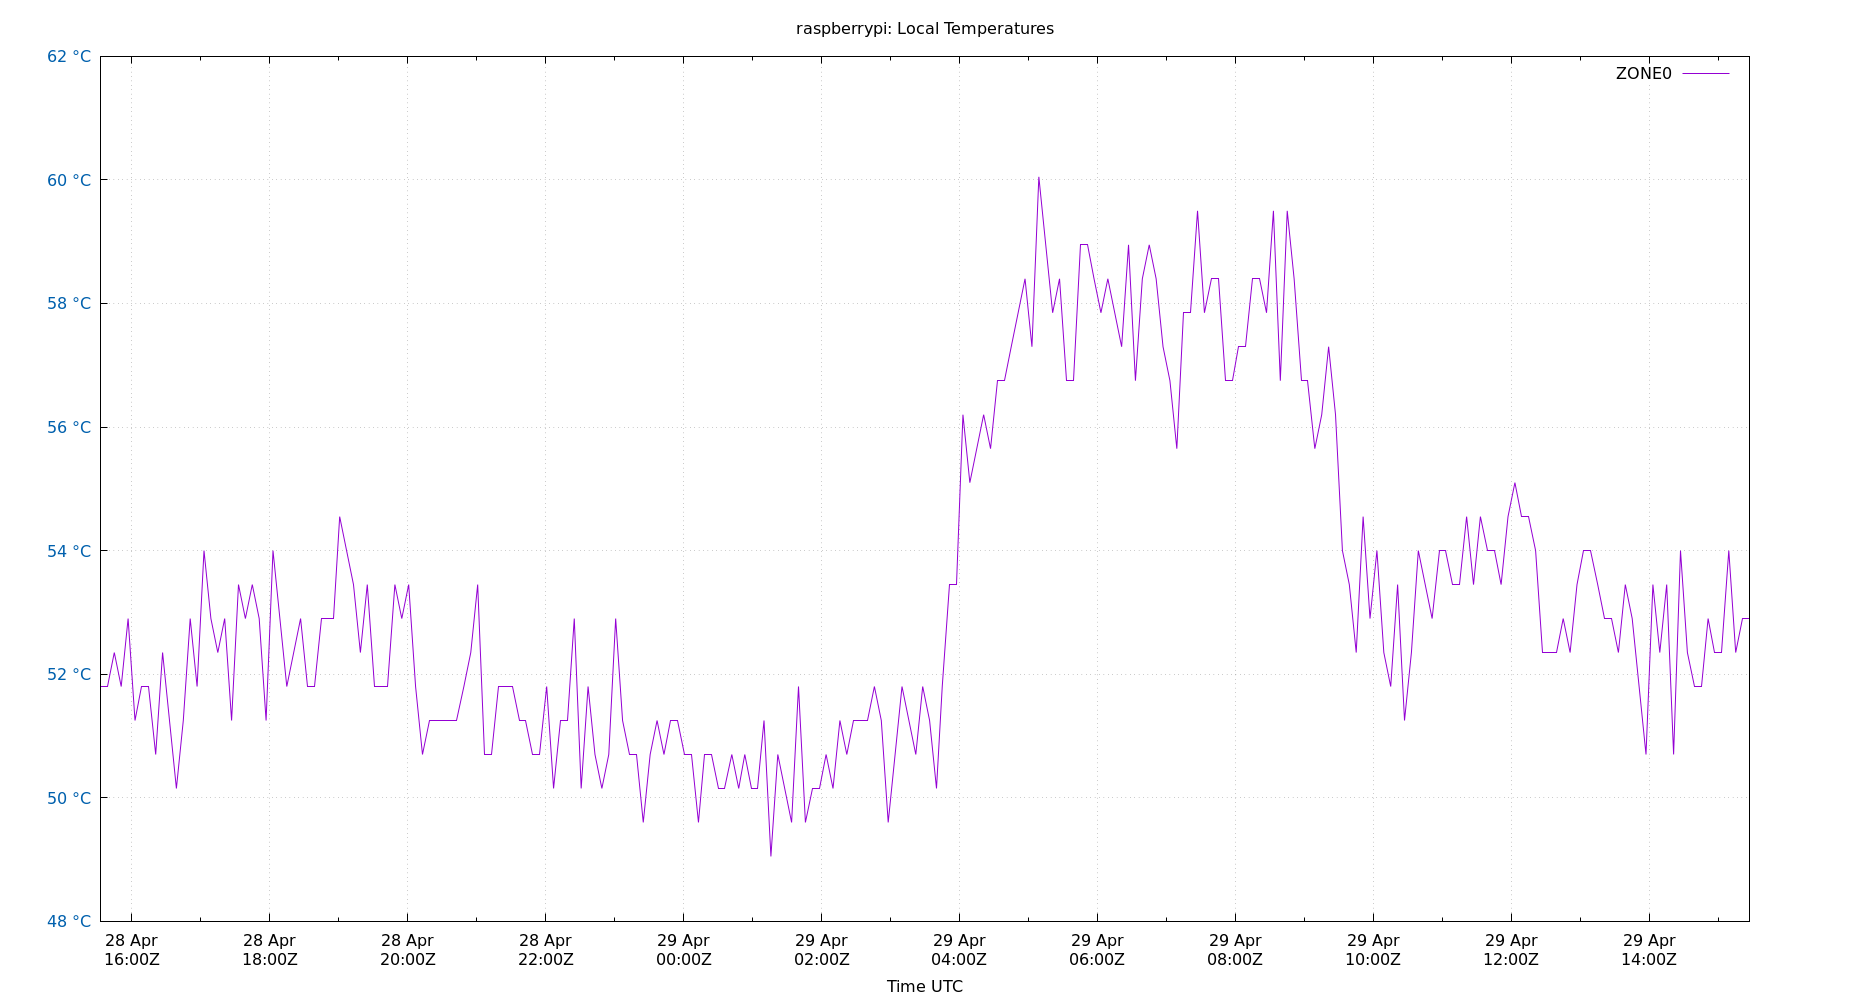 raspberrypi: Local Temperatures
62 °C
ZONE0
60 °C
58 °C
56 °C
54 °C
52 °C
50 °C
48 °C
28 Apr 28 Apr 28 Apr 28 Apr 29 Apr 29 Apr 29 Apr 29 Apr 29 Apr 29 Apr 29 Apr 29 Apr
16:00Z 18:00Z 20:00Z 22:00Z 00:00Z 02:00Z 04:00Z 06:00Z 08:00Z 10:00Z 12:00Z 14:00Z
Time UTC